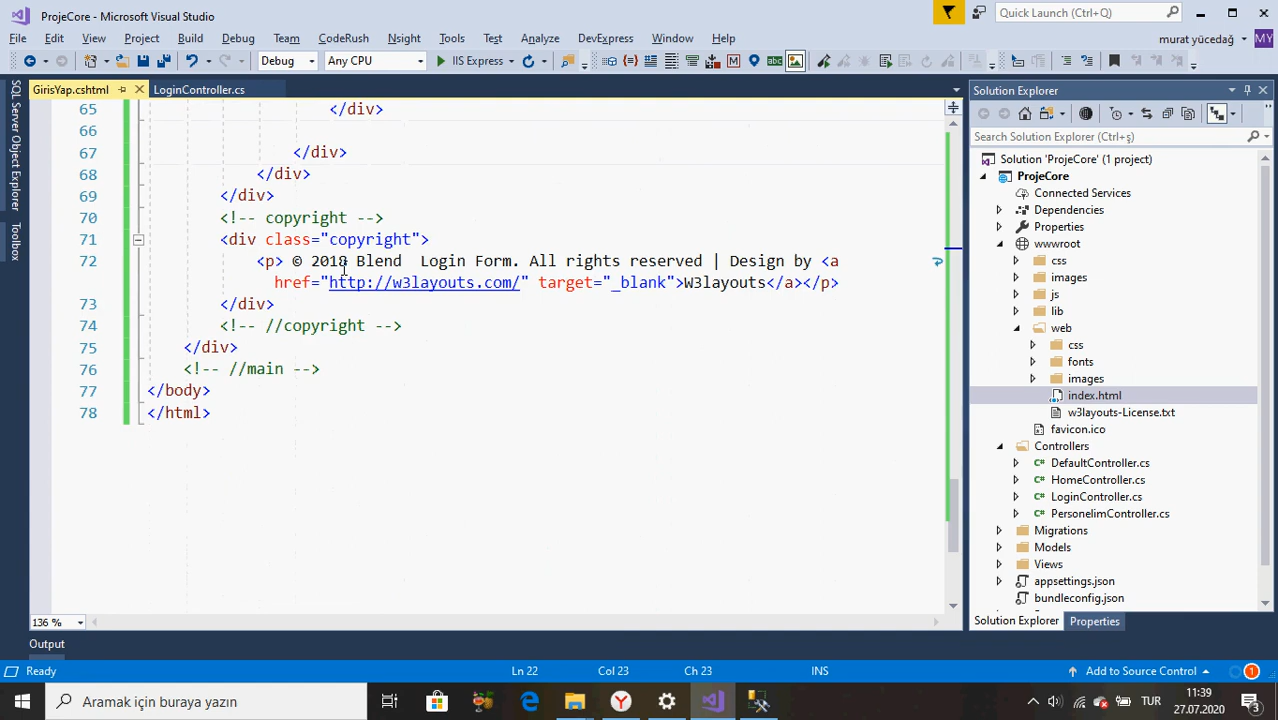 ProjeCore - Microsoft Visual Studio
Quick Launch (Ctrl+Q)
File Edit View Project Build Debug Team CodeRush Nsight Tools Test Analyze DevExpress Window Help
murat yücedağ MY
Debug Any CPU IIS Express
SQL Server Object Explorer
Toolbox
GirisYap.cshtml LoginController.cs
65 </div>
66
67 </div>
68 </div>
69 </div>
70 <!-- copyright -->
71 <div class="copyright">
72 <p> © 2018 Blend Login Form. All rights reserved | Design by <a
href="http://w3layouts.com/" target="_blank">W3layouts</a></p>
73 </div>
74 <!-- //copyright -->
75 </div>
76 <!-- //main -->
77 </body>
78 </html>
136 %
Output
Solution Explorer
Search Solution Explorer (Ctrl+ş)
Solution 'ProjeCore' (1 project)
ProjeCore
Connected Services
Dependencies
Properties
wwwroot
css
images
js
lib
web
css
fonts
images
index.html
w3layouts-License.txt
favicon.ico
Controllers
C# DefaultController.cs
C# HomeController.cs
C# LoginController.cs
C# PersonelimController.cs
Migrations
Models
Views
appsettings.json
bundleconfig.json
Solution Explorer Properties
Ready Ln 22 Col 23 Ch 23 INS Add to Source Control 1
Aramak için buraya yazın
TUR
11:39
27.07.2020
3